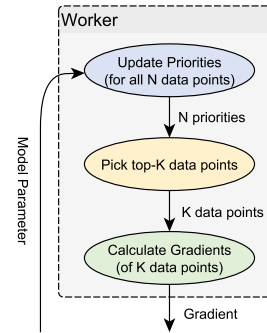 Worker
Update Priorities
(for all N data points)
N priorities
Pick top-K data points
K data points
Calculate Gradients
(of K data points)
Gradient
Model Parameter